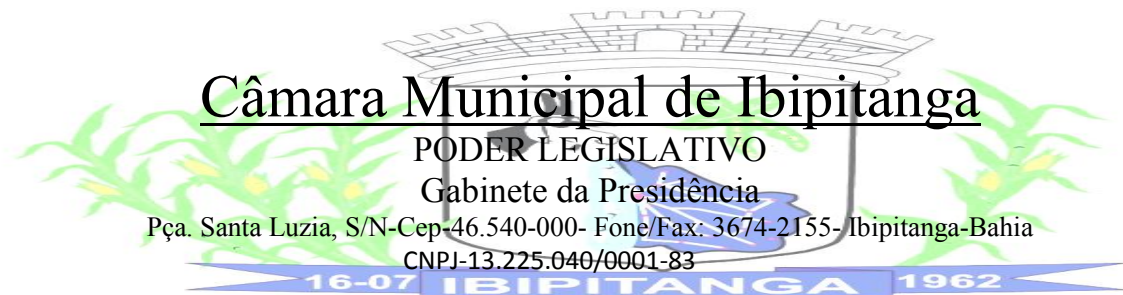 Câmara Municipal de Ibipitanga
PODER LEGISLATIVO
Gabinete da Presidência
Pça. Santa Luzia, S/N-Cep-46.540-000- Fone/Fax: 3674-2155- Ibipitanga-Bahia
CNPJ-13.225.040/0001-83
16-07 IBIPITANGA 1962